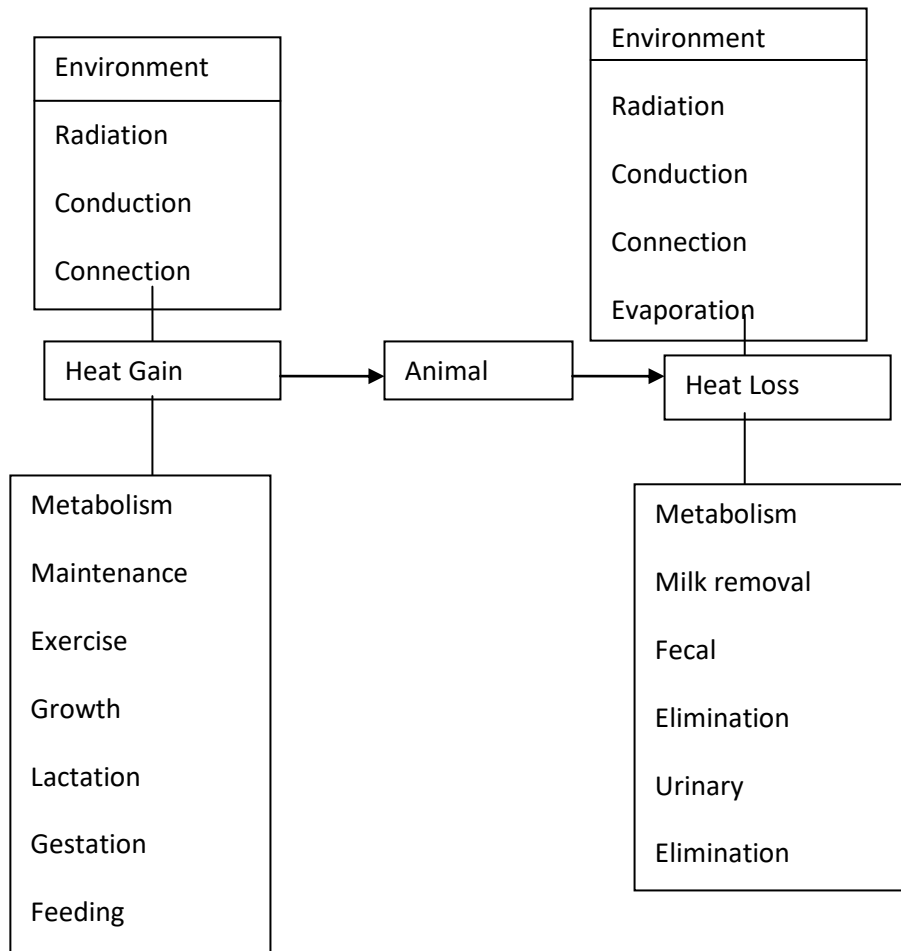 Environment
Radiation
Conduction
Connection
Environment
Radiation
Conduction
Connection
Evaporation
Heat Gain
Animal
Heat Loss
Metabolism
Maintenance
Exercise
Growth
Lactation
Gestation
Feeding
Metabolism
Milk removal
Fecal
Elimination
Urinary
Elimination